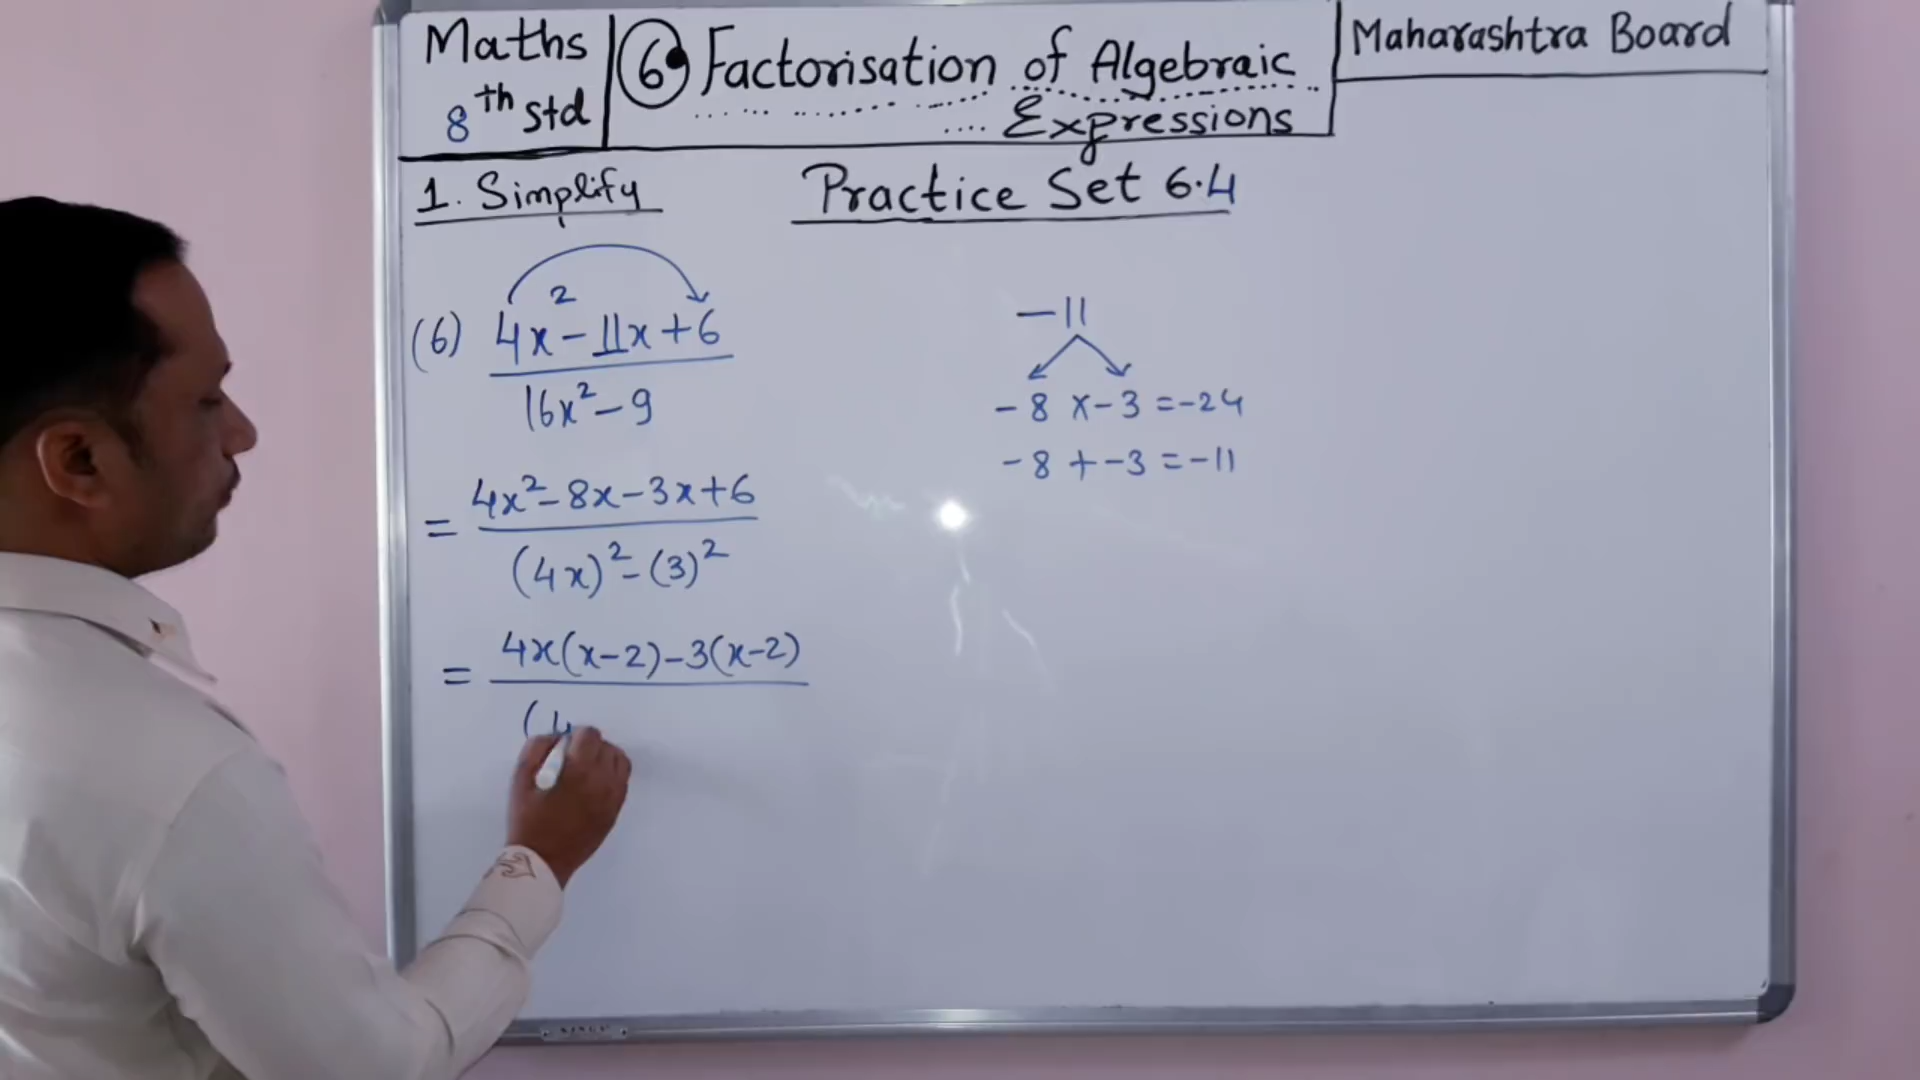 Maths
8th std
6 Factorisation of Algebraic
Expressions
Maharashtra Board
1. Simplify
Practice Set 6.4
(6) 4x²-11x+6
16x²-9
-11
-8 x-3 =-24
-8 +-3 =-11
= 4x²-8x-3x+6
(4x)²-(3)²
= 4x(x-2)-3(x-2)
(4